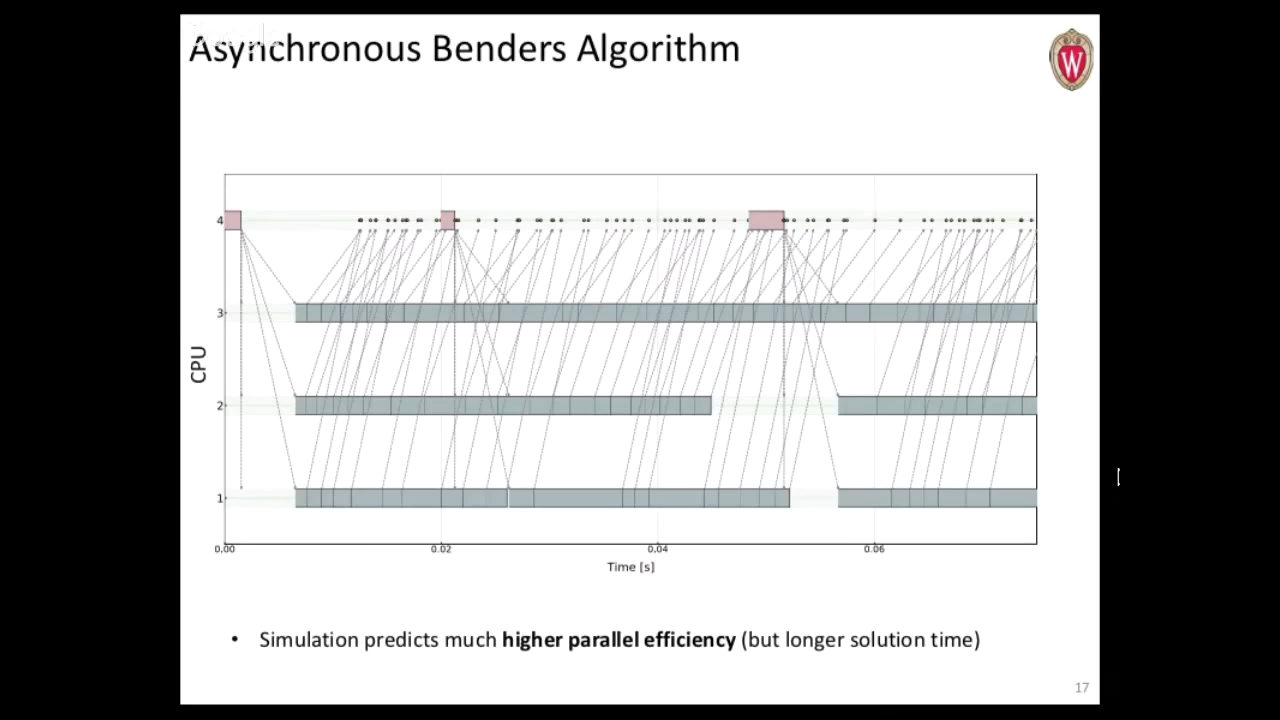 Asynchronous Benders Algorithm
W
4
3
CPU
2
1
0.00 0.02 0.04 0.06
Time [s]
• Simulation predicts much higher parallel efficiency (but longer solution time)
17